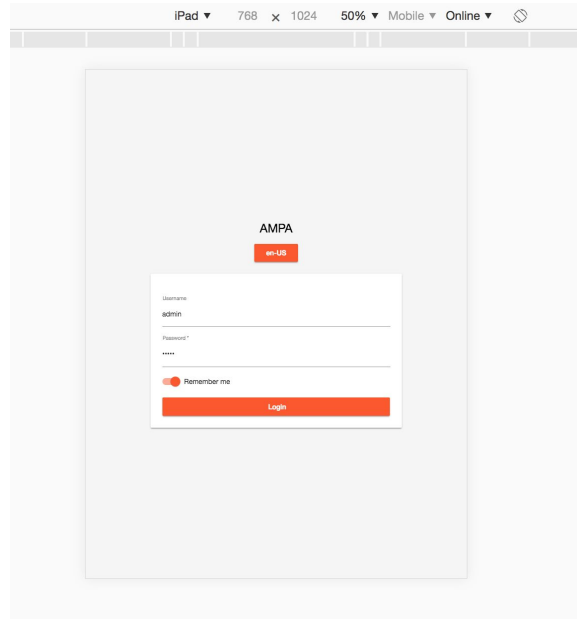 iPad ▼ 768 × 1024 50% ▼ Mobile ▼ Online ▼
AMPA
en-US
Username
admin
Password *
•••••
Remember me
Login